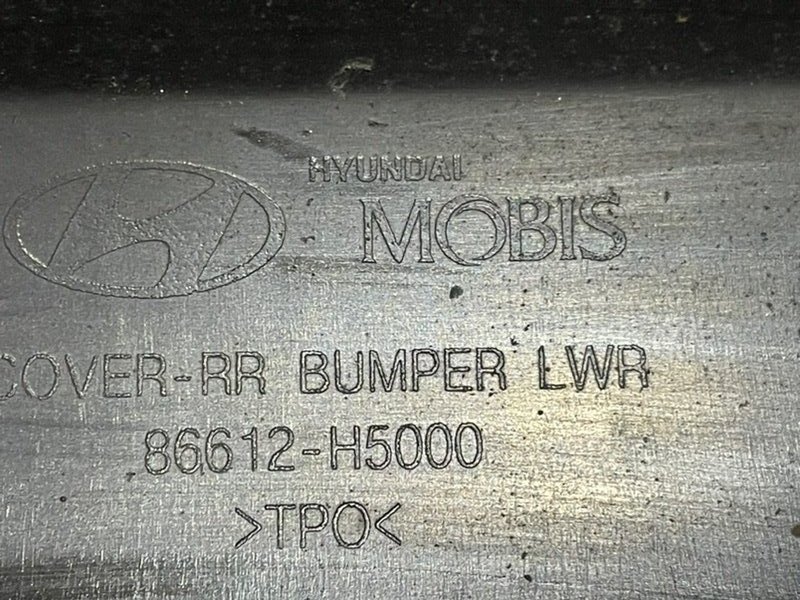 HYUNDAI
MOBIS
COVER-RR BUMPER LWR
86612-H5000
>TPO<